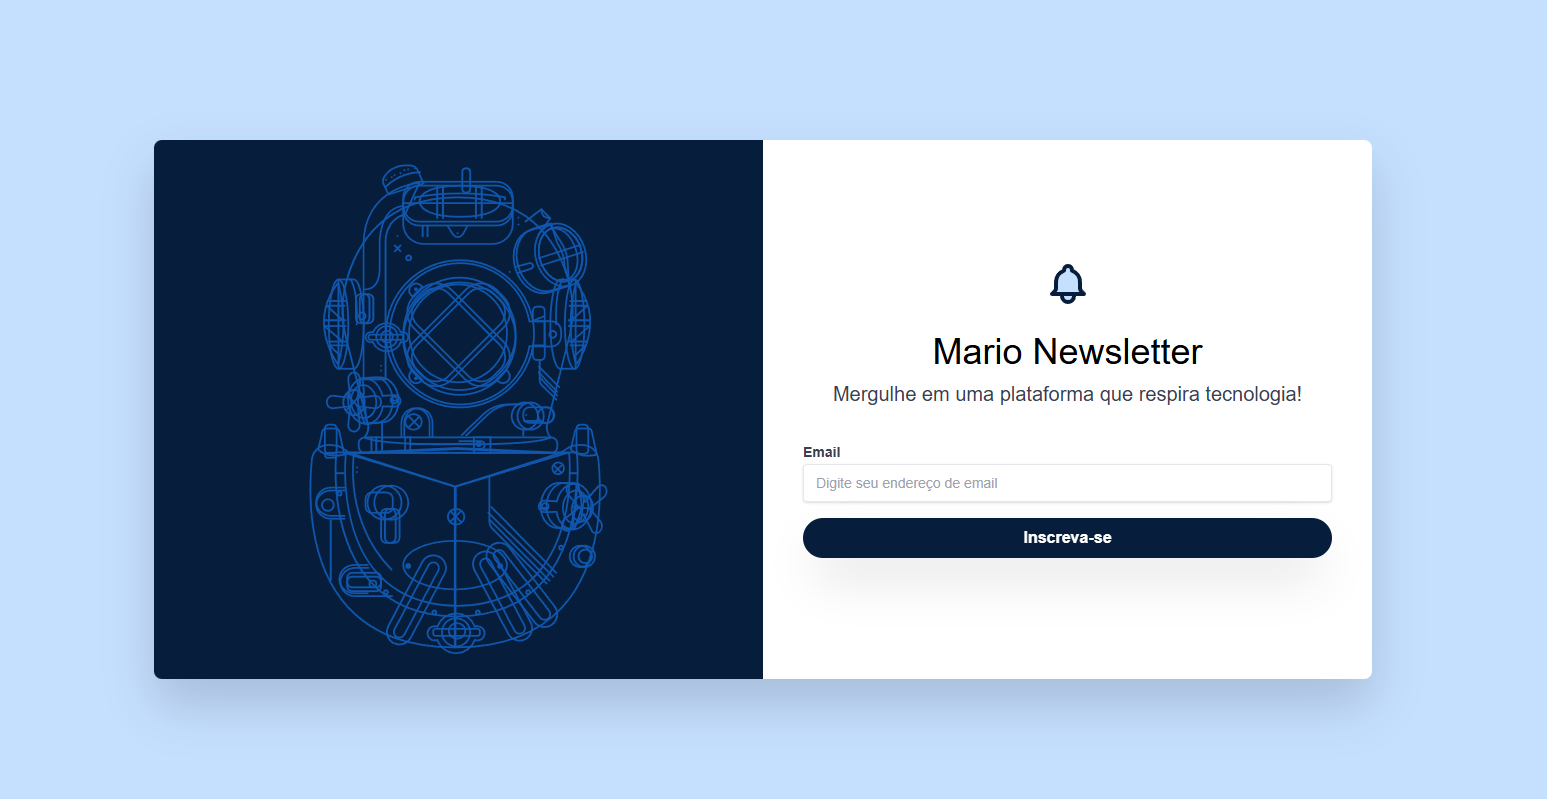 Mario Newsletter
Mergulhe em uma plataforma que respira tecnologia!
Email
Digite seu endereço de email
Inscreva-se